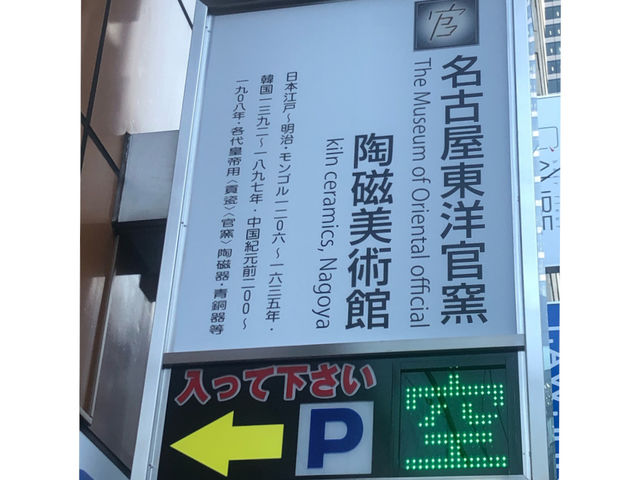 官
名古屋東洋官窯
The Museum of Oriental official
陶磁美術館
kiln ceramics, Nagoya
日本江戸～明治・モンゴル一二〇六～一六三五年・
韓国一三九二～一八九七年・中国紀元前二〇〇～
一九〇八年・各代皇帝用〈貢瓷〉〈官窯〉陶磁器・青銅器等
入って下さい
P
空